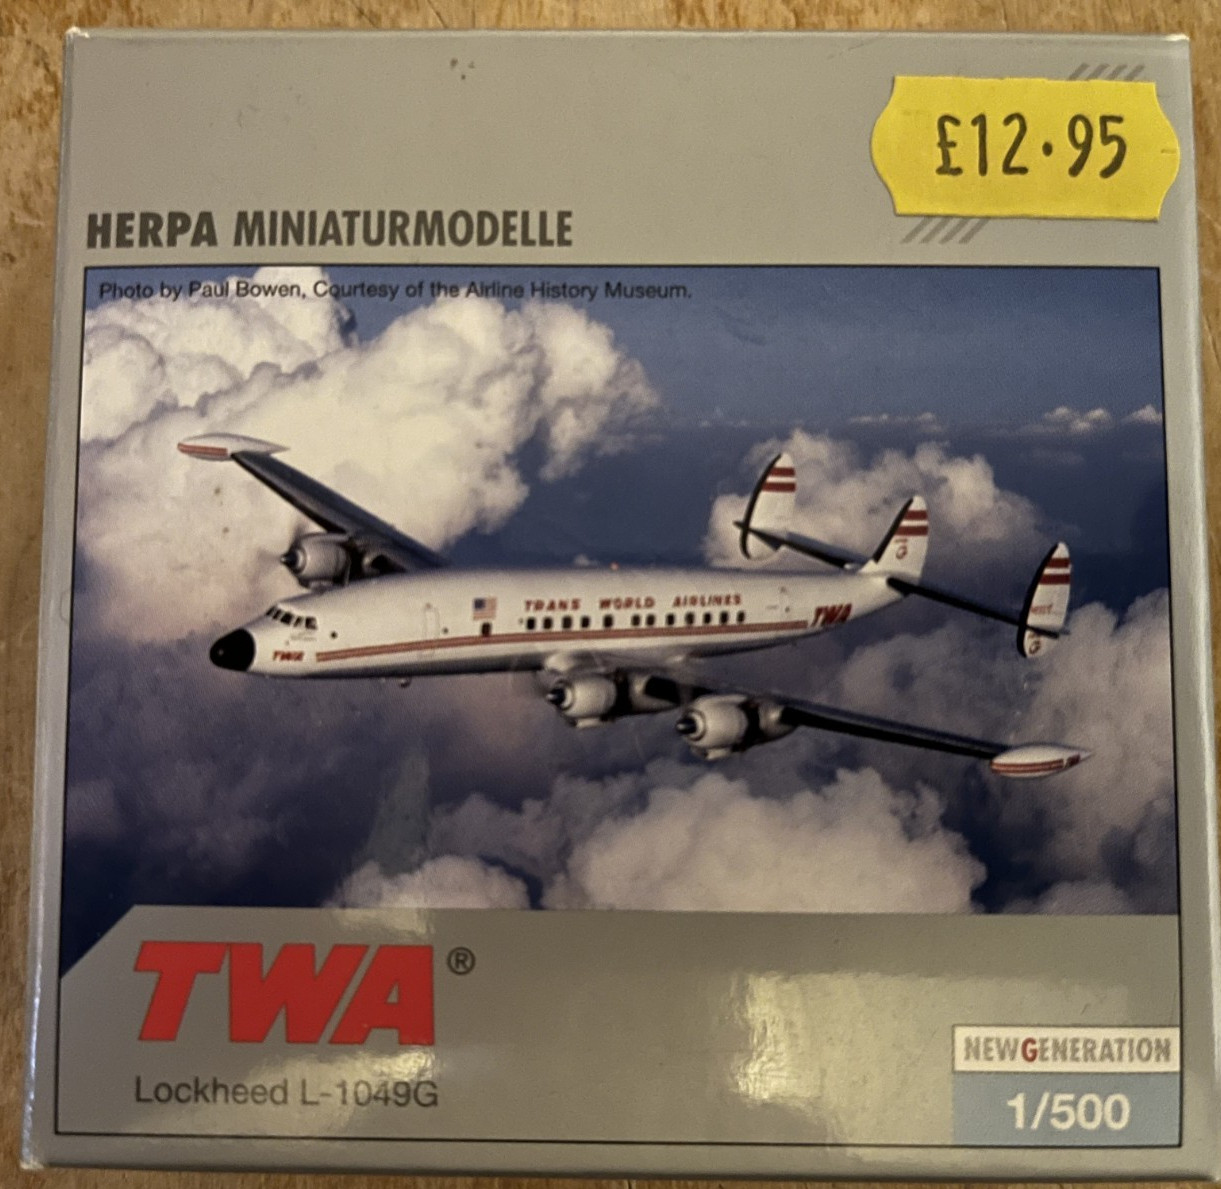 £12.95
HERPA MINIATURMODELLE
Photo by Paul Bowen, Courtesy of the Airline History Museum.
TRANS WORLD AIRLINES
TWA
TWA
TWA®
Lockheed L-1049G
NEWGENERATION
1/500